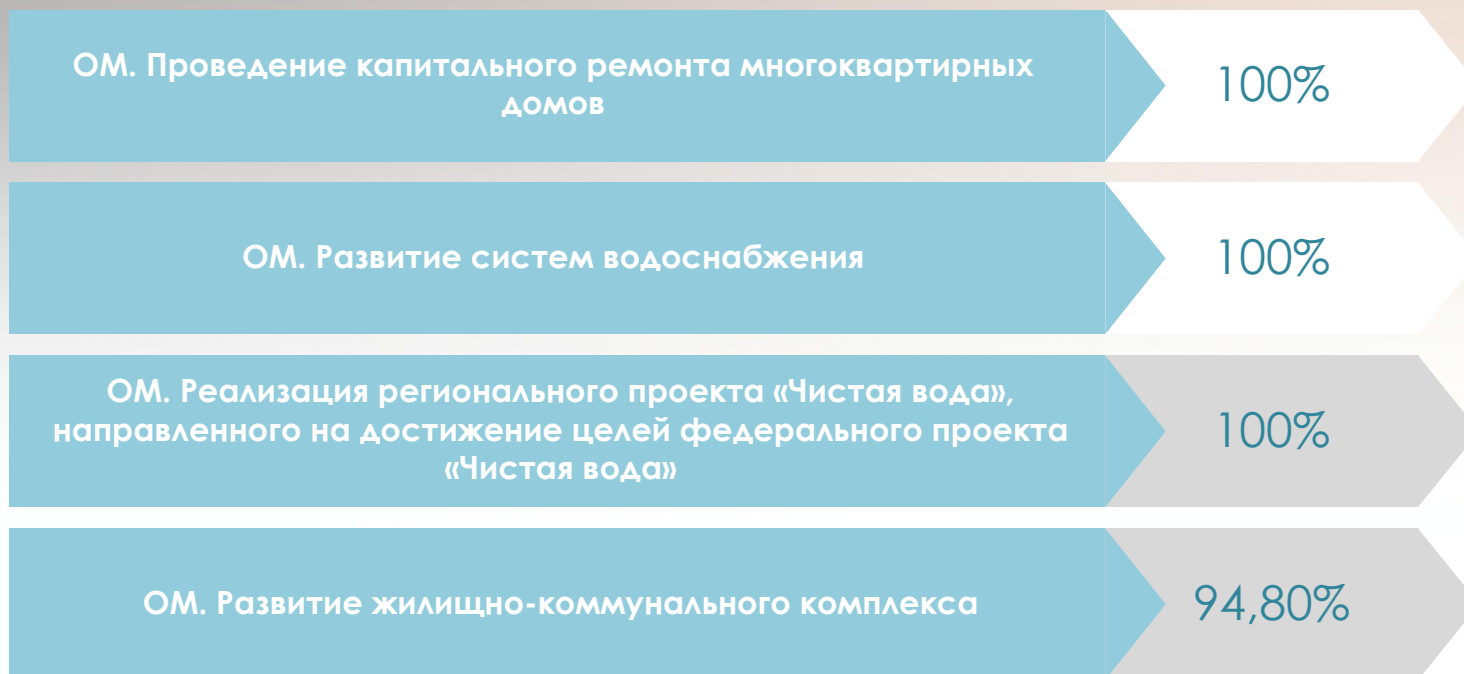 ОМ. Проведение капитального ремонта многоквартирных
домов
100%
ОМ. Развитие систем водоснабжения
100%
ОМ. Реализация регионального проекта «Чистая вода»,
направленного на достижение целей федерального проекта
«Чистая вода»
100%
ОМ. Развитие жилищно-коммунального комплекса
94,80%